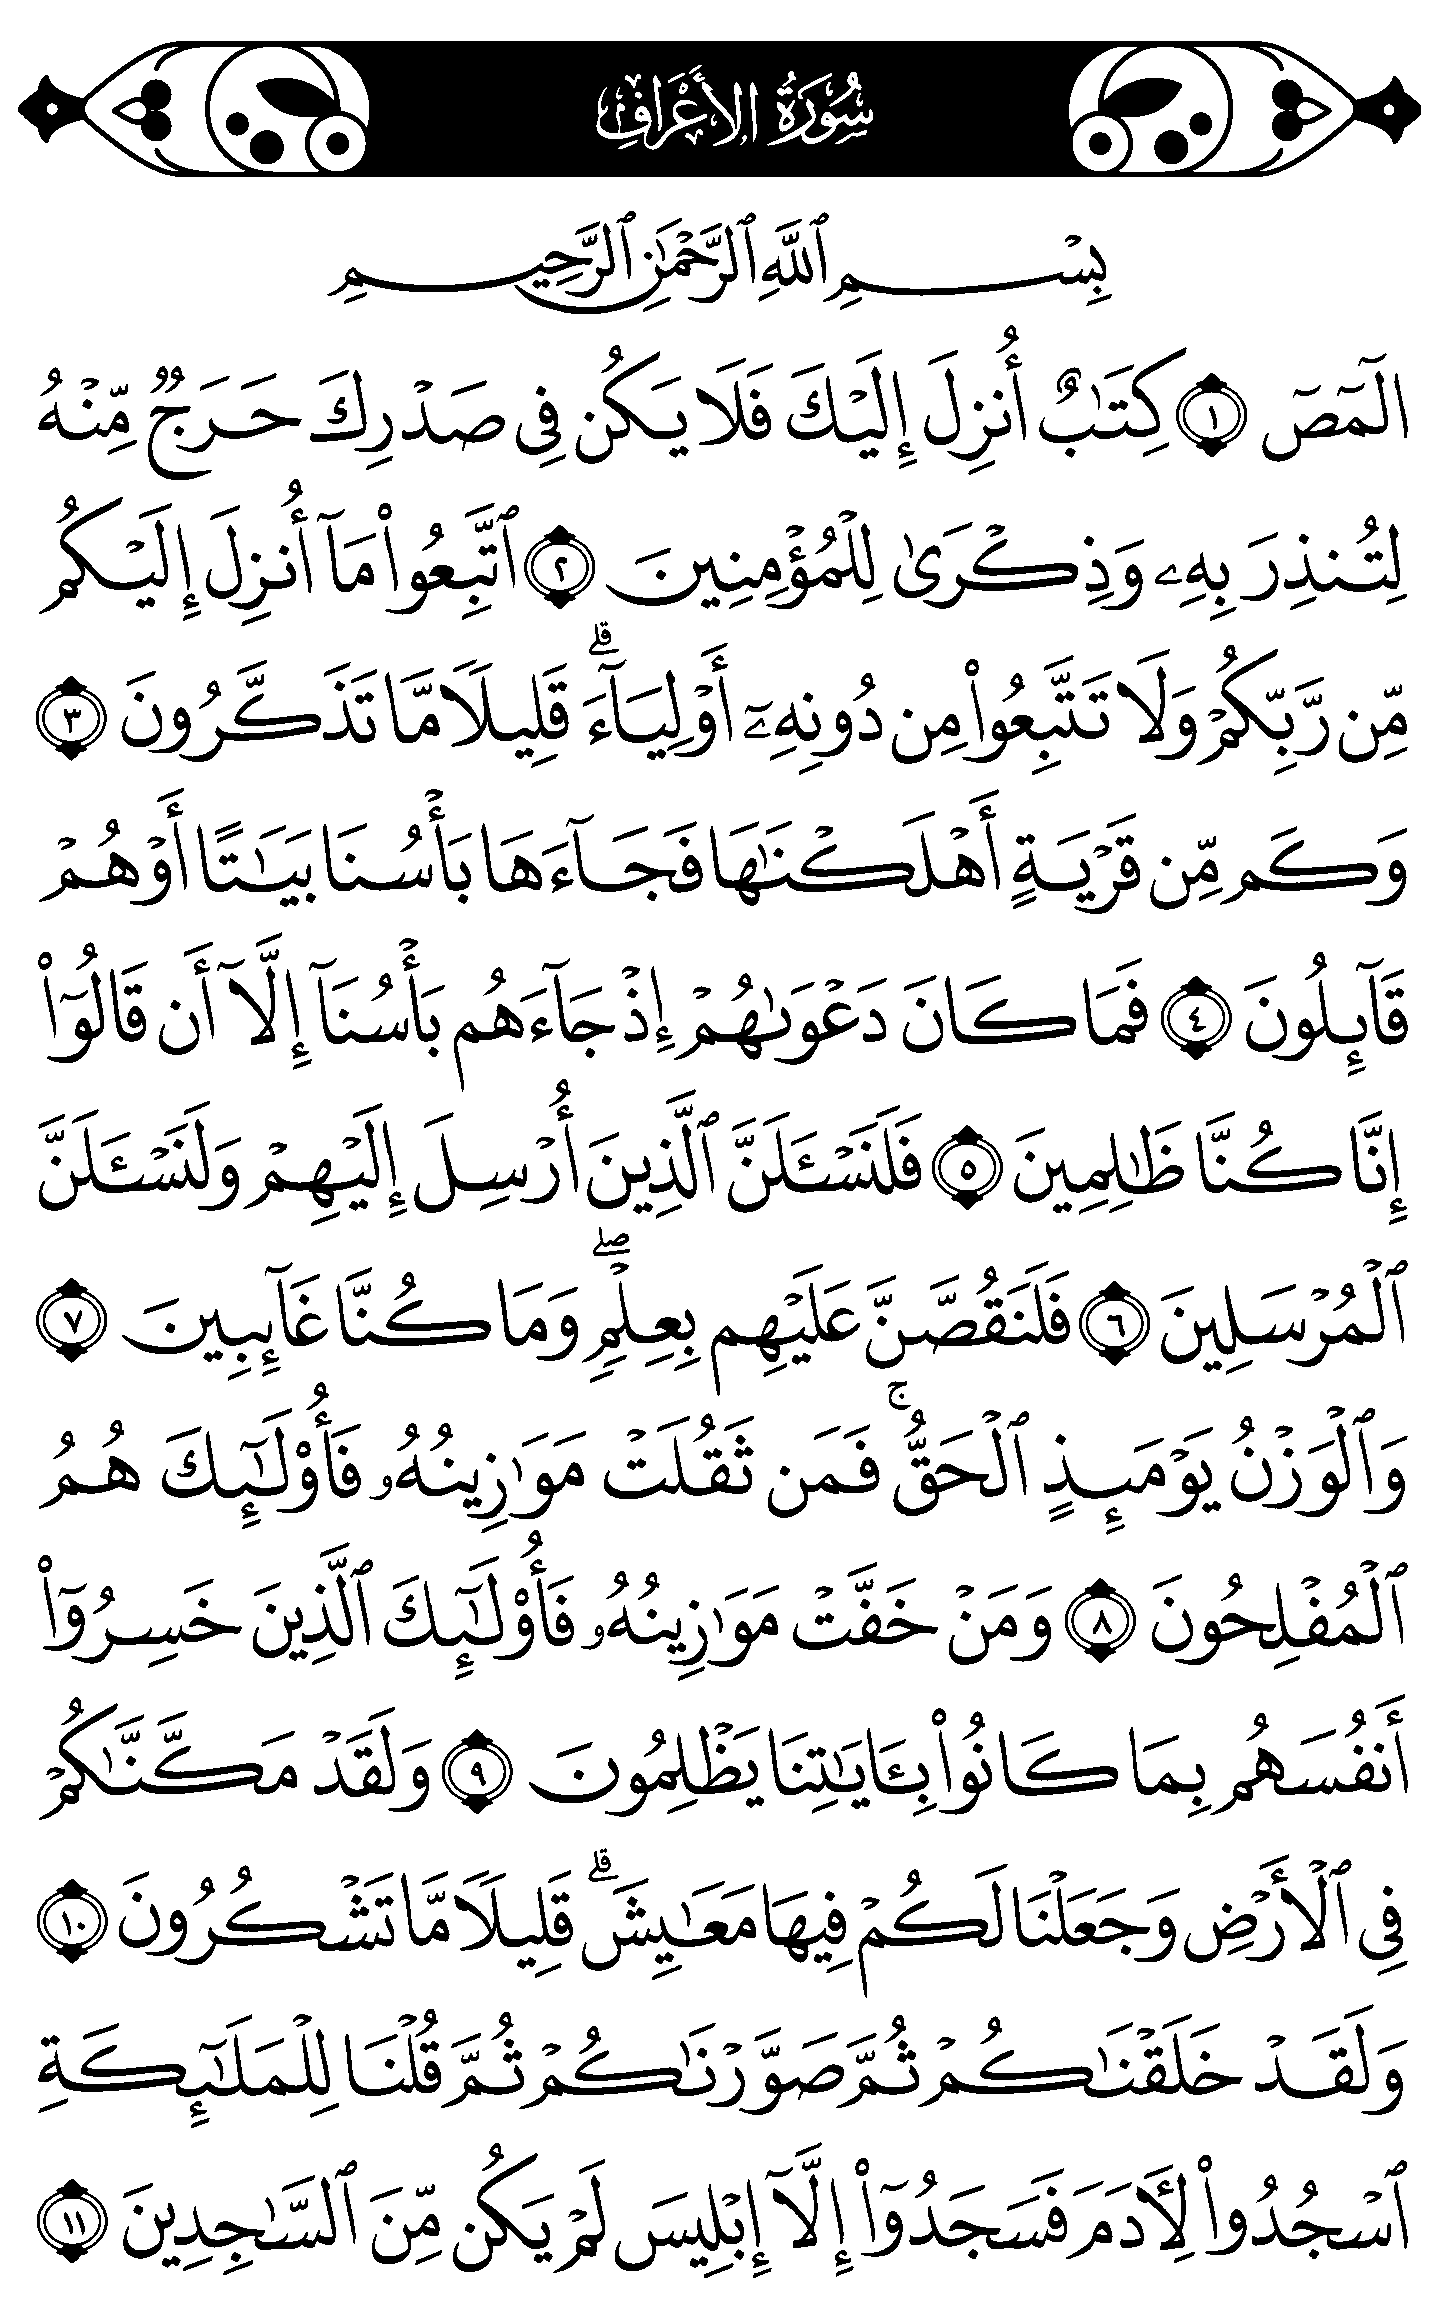 سُورَةُ الأَعْرَافِ
بِسْمِ ٱللَّهِ ٱلرَّحْمَٰنِ ٱلرَّحِيمِ
الٓمٓصٓ ١ كِتَٰبٌ أُنزِلَ إِلَيْكَ فَلَا يَكُن فِى صَدْرِكَ حَرَجٌ مِّنْهُ
لِتُنذِرَ بِهِۦ وَذِكْرَىٰ لِلْمُؤْمِنِينَ ٢ ٱتَّبِعُوا۟ مَآ أُنزِلَ إِلَيْكُم
مِّن رَّبِّكُمْ وَلَا تَتَّبِعُوا۟ مِن دُونِهِۦٓ أَوْلِيَآءَ ۗ قَلِيلًا مَّا تَذَكَّرُونَ ٣
وَكَم مِّن قَرْيَةٍ أَهْلَكْنَٰهَا فَجَآءَهَا بَأْسُنَا بَيَٰتًا أَوْ هُمْ
قَآئِلُونَ ٤ فَمَا كَانَ دَعْوَىٰهُمْ إِذْ جَآءَهُم بَأْسُنَآ إِلَّآ أَن قَالُوٓا۟
إِنَّا كُنَّا ظَٰلِمِينَ ٥ فَلَنَسْـَٔلَنَّ ٱلَّذِينَ أُرْسِلَ إِلَيْهِمْ وَلَنَسْـَٔلَنَّ
ٱلْمُرْسَلِينَ ٦ فَلَنَقُصَّنَّ عَلَيْهِم بِعِلْمٍ ۖ وَمَا كُنَّا غَآئِبِينَ ٧
وَٱلْوَزْنُ يَوْمَئِذٍ ٱلْحَقُّ ۚ فَمَن ثَقُلَتْ مَوَٰزِينُهُۥ فَأُو۟لَٰٓئِكَ هُمُ
ٱلْمُفْلِحُونَ ٨ وَمَنْ خَفَّتْ مَوَٰزِينُهُۥ فَأُو۟لَٰٓئِكَ ٱلَّذِينَ خَسِرُوٓا۟
أَنفُسَهُم بِمَا كَانُوا۟ بِـَٔايَٰتِنَا يَظْلِمُونَ ٩ وَلَقَدْ مَكَّنَّٰكُمْ
فِى ٱلْأَرْضِ وَجَعَلْنَا لَكُمْ فِيهَا مَعَٰيِشَ ۗ قَلِيلًا مَّا تَشْكُرُونَ ١٠
وَلَقَدْ خَلَقْنَٰكُمْ ثُمَّ صَوَّرْنَٰكُمْ ثُمَّ قُلْنَا لِلْمَلَٰٓئِكَةِ
ٱسْجُدُوا۟ لِـَٔادَمَ فَسَجَدُوٓا۟ إِلَّآ إِبْلِيسَ لَمْ يَكُن مِّنَ ٱلسَّٰجِدِينَ ١١